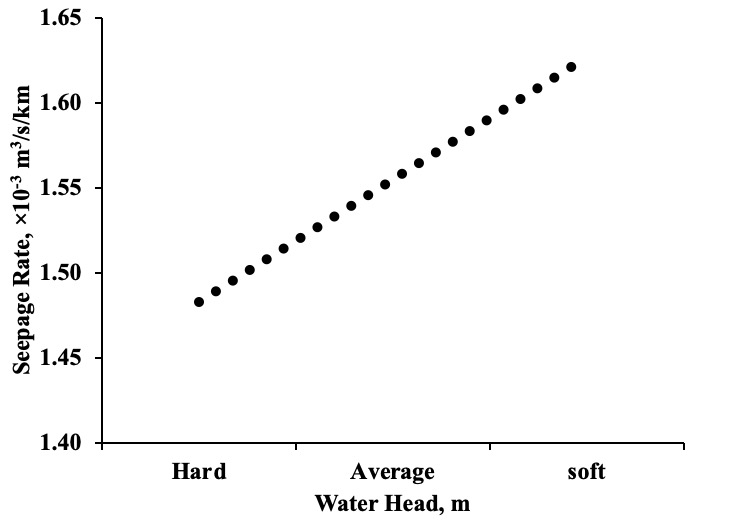 1.65
1.60
1.55
1.50
1.45
1.40
Seepage Rate, ×10⁻³ m³/s/km
Hard Average soft
Water Head, m